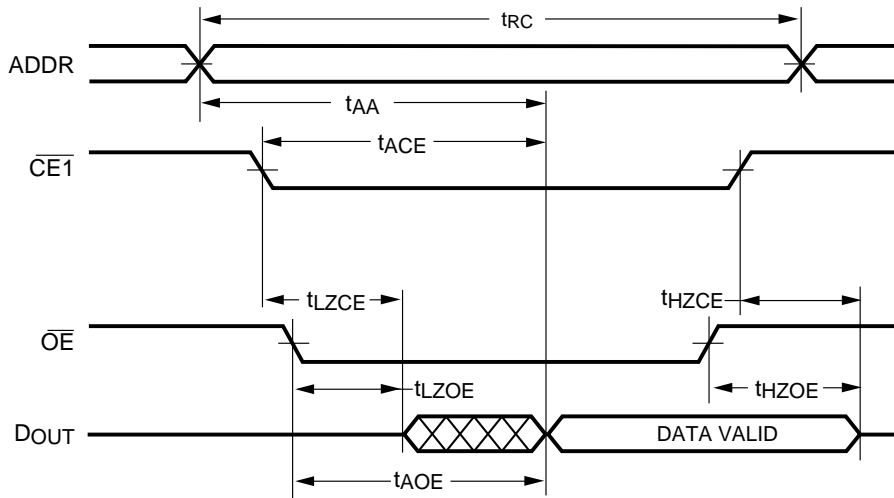 tRC
ADDR
tAA
tACE
CE1
tLZCE
tHZCE
OE
tLZOE
tHZOE
DOUT
DATA VALID
tAOE